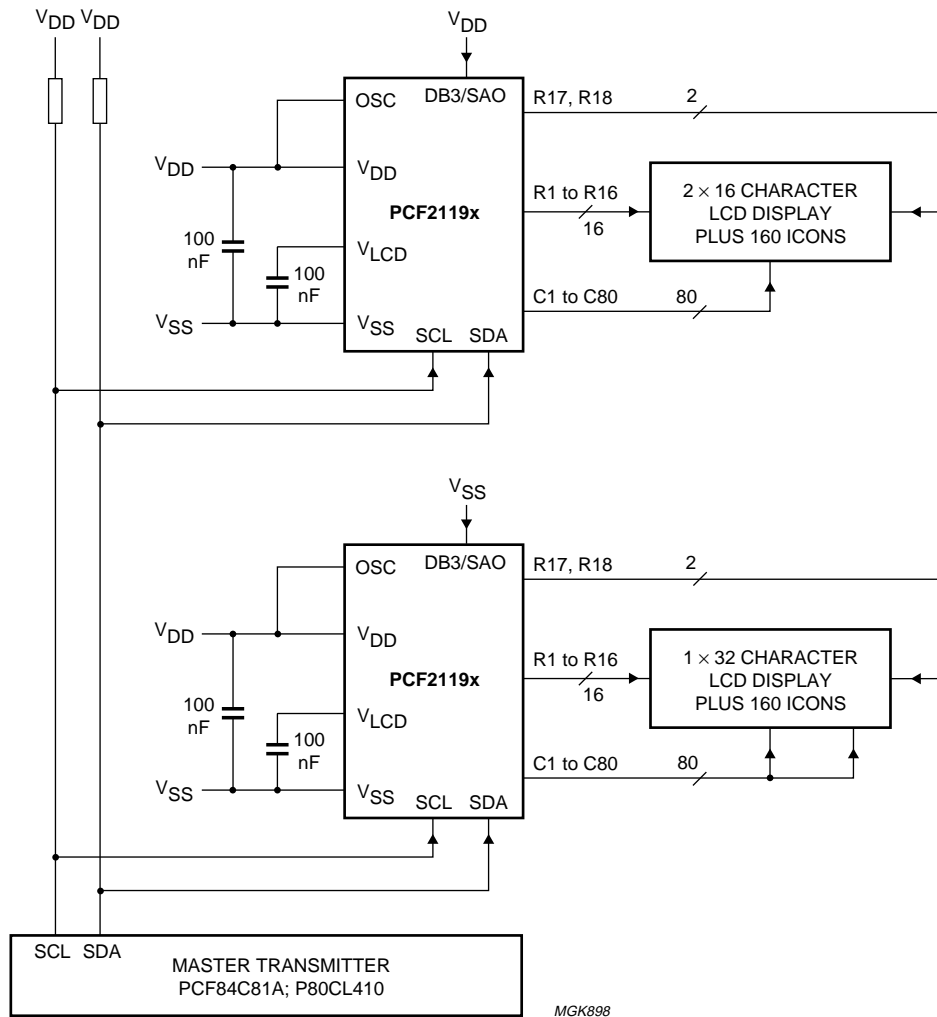 VDD VDD
VDD
OSC
DB3/SAO
R17, R18
2
VDD
VDD
PCF2119x
R1 to R16
16
2 × 16 CHARACTER
LCD DISPLAY
PLUS 160 ICONS
100
nF
VLCD
100
nF
C1 to C80
80
VSS
VSS
SCL
SDA
VSS
OSC
DB3/SAO
R17, R18
2
VDD
VDD
PCF2119x
R1 to R16
16
1 × 32 CHARACTER
LCD DISPLAY
PLUS 160 ICONS
100
nF
VLCD
100
nF
C1 to C80
80
VSS
VSS
SCL
SDA
SCL SDA
MASTER TRANSMITTER
PCF84C81A; P80CL410
MGK898